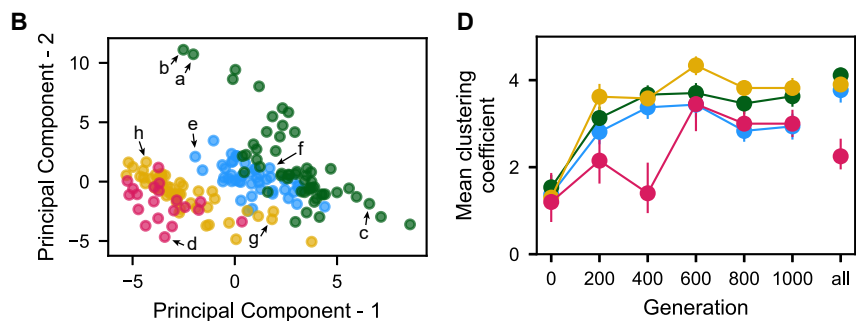 B
Principal Component - 2
10
5
0
−5
b
a
h
e
f
d
g
c
−5
0
5
Principal Component - 1
D
Mean clustering
coefficient
4
2
0
0
200
400
600
800
1000
all
Generation